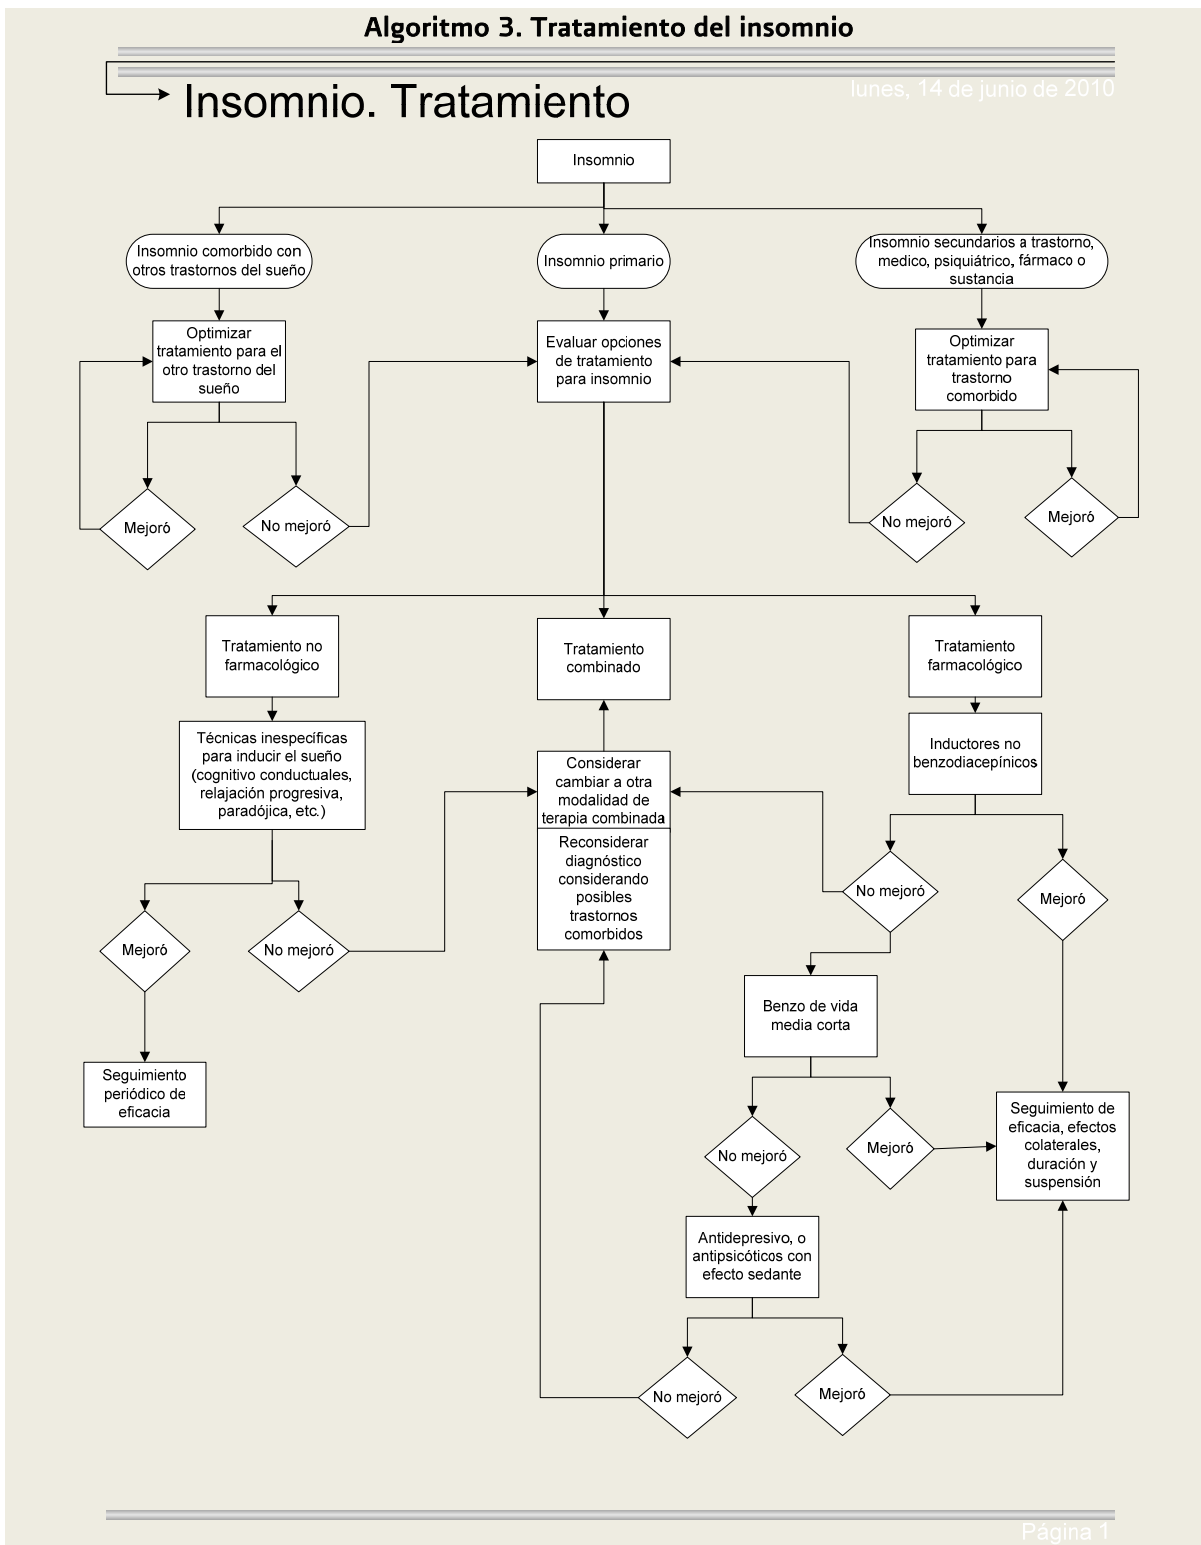 Algoritmo 3. Tratamiento del insomnio
lunes, 14 de junio de 2010
Insomnio. Tratamiento
Insomnio
Insomnio comorbido con
otros trastornos del sueño
Insomnio primario
Insomnio secundarios a trastorno,
medico, psiquiátrico, fármaco o
sustancia
Optimizar
tratamiento para el
otro trastorno del
sueño
Evaluar opciones
de tratamiento
para insomnio
Optimizar
tratamiento para
trastorno
comorbido
Mejoró
No mejoró
No mejoró
Mejoró
Tratamiento no
farmacológico
Tratamiento
combinado
Tratamiento
farmacológico
Técnicas inespecíficas
para inducir el sueño
(cognitivo conductuales,
relajación progresiva,
paradójica, etc.)
Considerar
cambiar a otra
modalidad de
terapia combinada
Inductores no
benzodiacepínicos
Reconsiderar
diagnóstico
considerando
posibles
trastornos
comorbidos
No mejoró
Mejoró
Mejoró
No mejoró
Benzo de vida
media corta
Seguimiento
periódico de
eficacia
Seguimiento de
eficacia, efectos
colaterales,
duración y
suspensión
No mejoró
Mejoró
Antidepresivo, o
antipsicóticos con
efecto sedante
No mejoró
Mejoró
Página 1